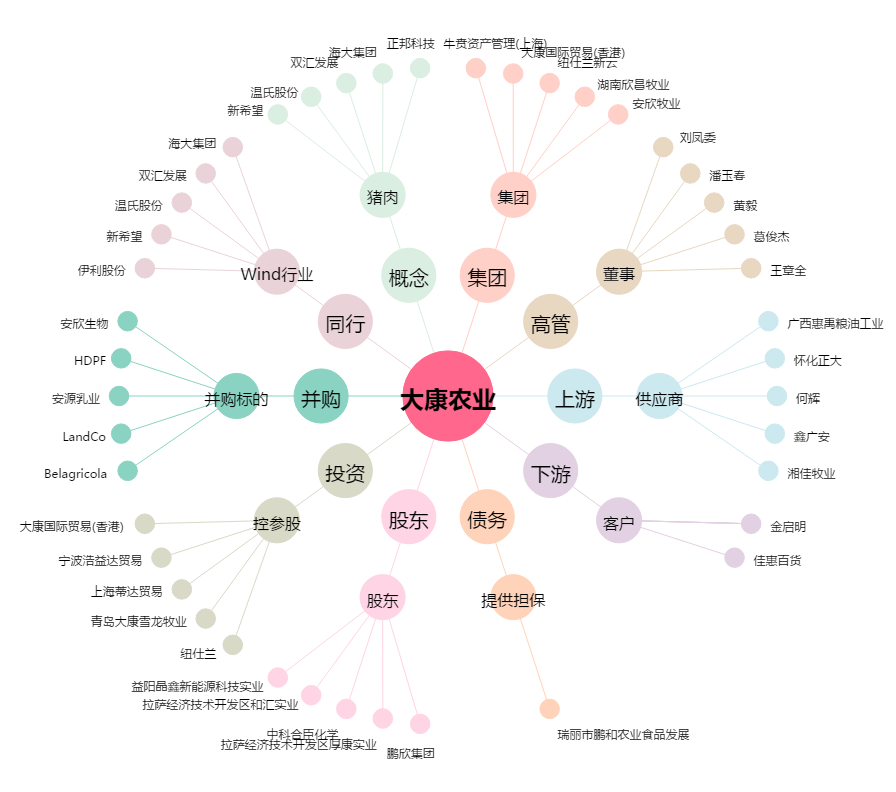 正邦科技
牛贲资产管理(上海)
海大集团
大康国际贸易(香港)
双汇发展
纽仕兰新云
温氏股份
湖南欣昌牧业
新希望
安欣牧业
海大集团
刘凤委
双汇发展
潘玉春
猪肉
集团
温氏股份
黄毅
新希望
葛俊杰
伊利股份
Wind行业
概念
集团
董事
王章全
安欣生物
同行
高管
广西惠禹粮油工业
HDPF
怀化正大
安源乳业
并购标的
并购
大康农业
上游
供应商
何辉
LandCo
鑫广安
Belagricola
投资
下游
湘佳牧业
大康国际贸易(香港)
控参股
股东
债务
客户
金启明
宁波浩益达贸易
佳惠百货
上海蒂达贸易
股东
提供担保
青岛大康雪龙牧业
纽仕兰
益阳晶鑫新能源科技实业
拉萨经济技术开发区和汇实业
中科合臣化学
瑞丽市鹏和农业食品发展
拉萨经济技术开发区厚康实业
鹏欣集团